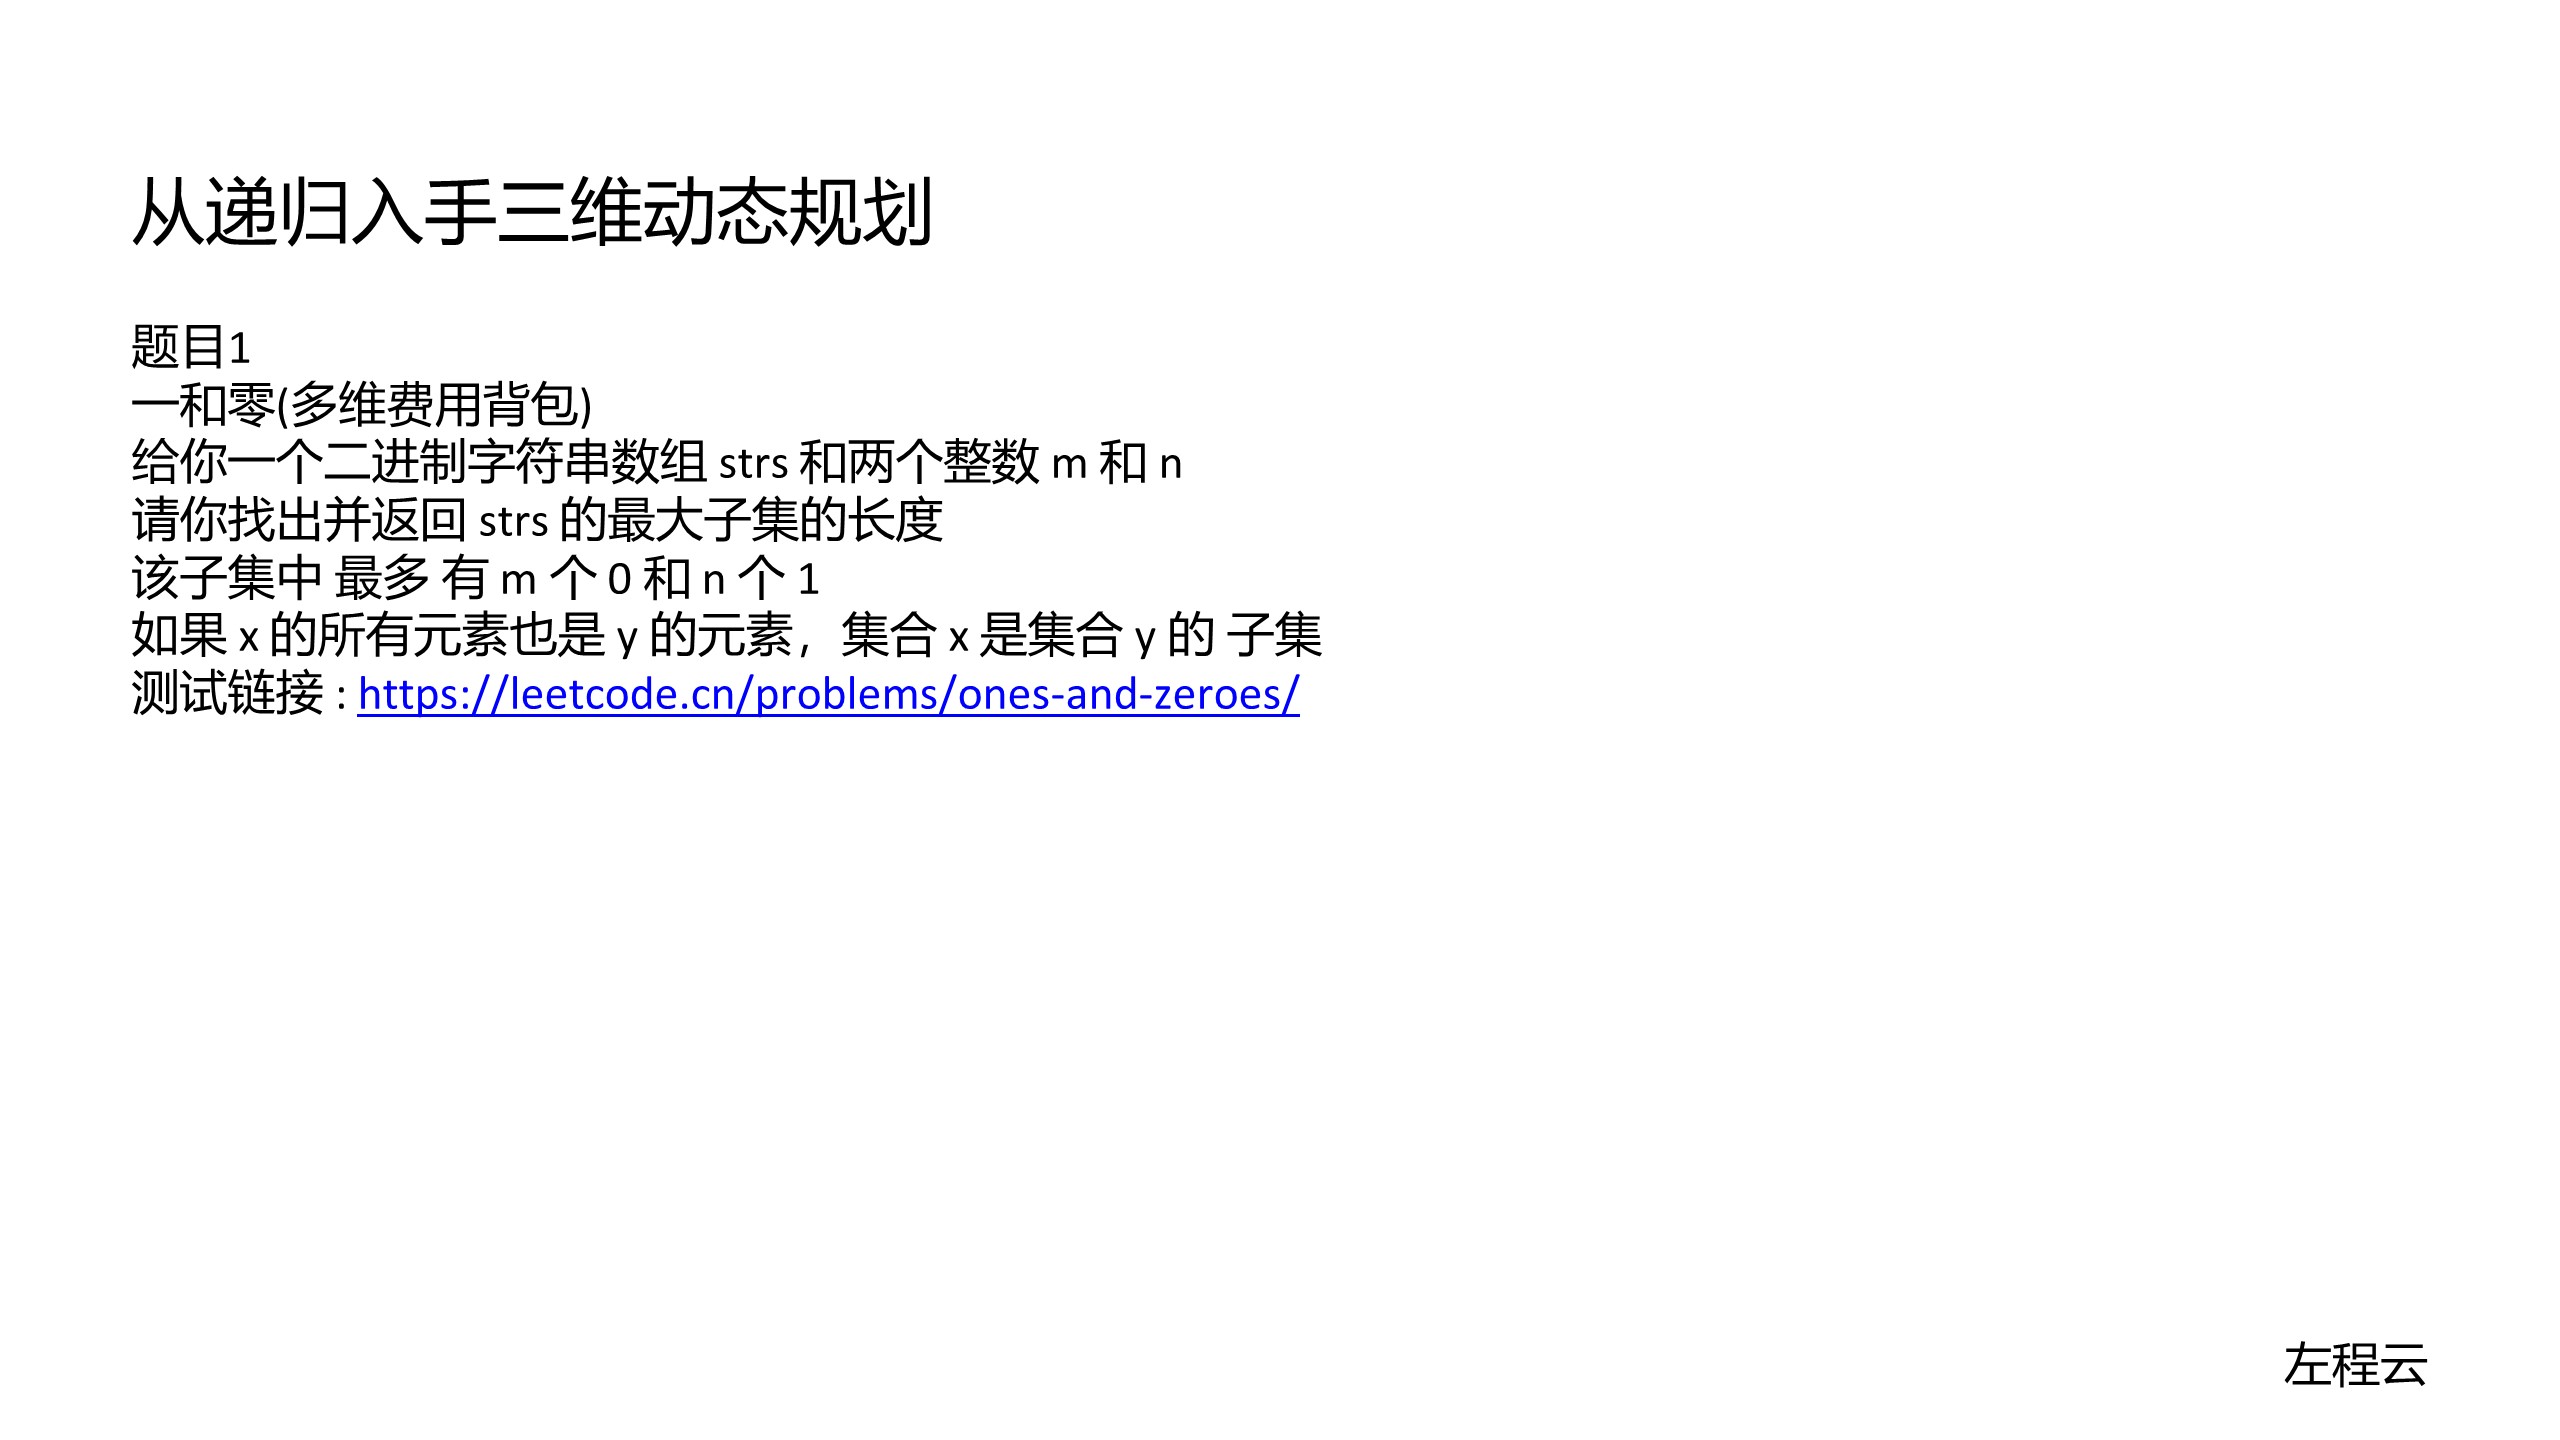 从递归入手三维动态规划
题目1
一和零(多维费用背包)
给你一个二进制字符串数组 strs 和两个整数 m 和 n
请你找出并返回 strs 的最大子集的长度
该子集中 最多 有 m 个 0 和 n 个 1
如果 x 的所有元素也是 y 的元素，集合 x 是集合 y 的 子集
测试链接 : https://leetcode.cn/problems/ones-and-zeroes/
左程云